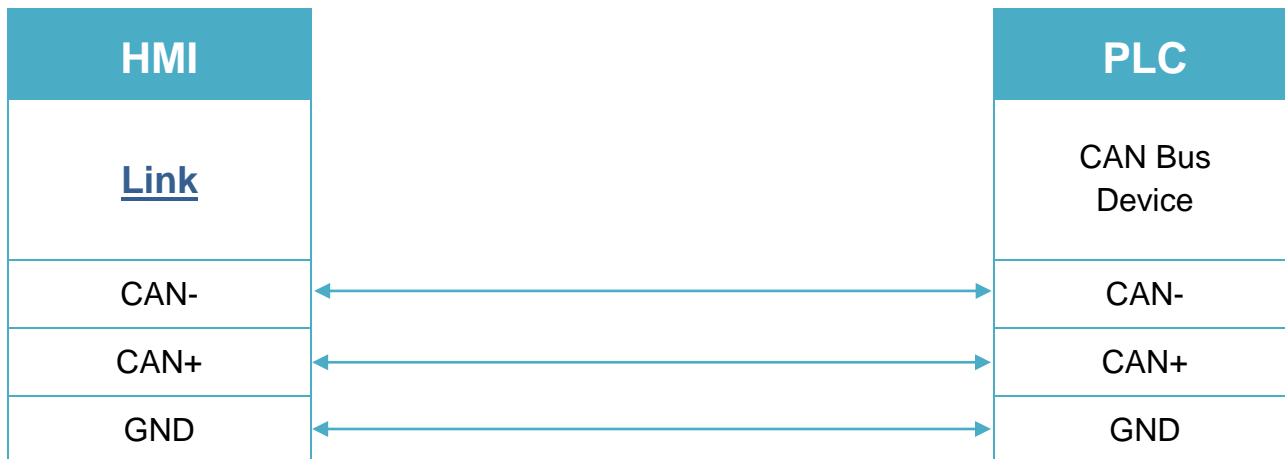 HMI
PLC
Link
CAN Bus
Device
CAN-
CAN-
CAN+
CAN+
GND
GND